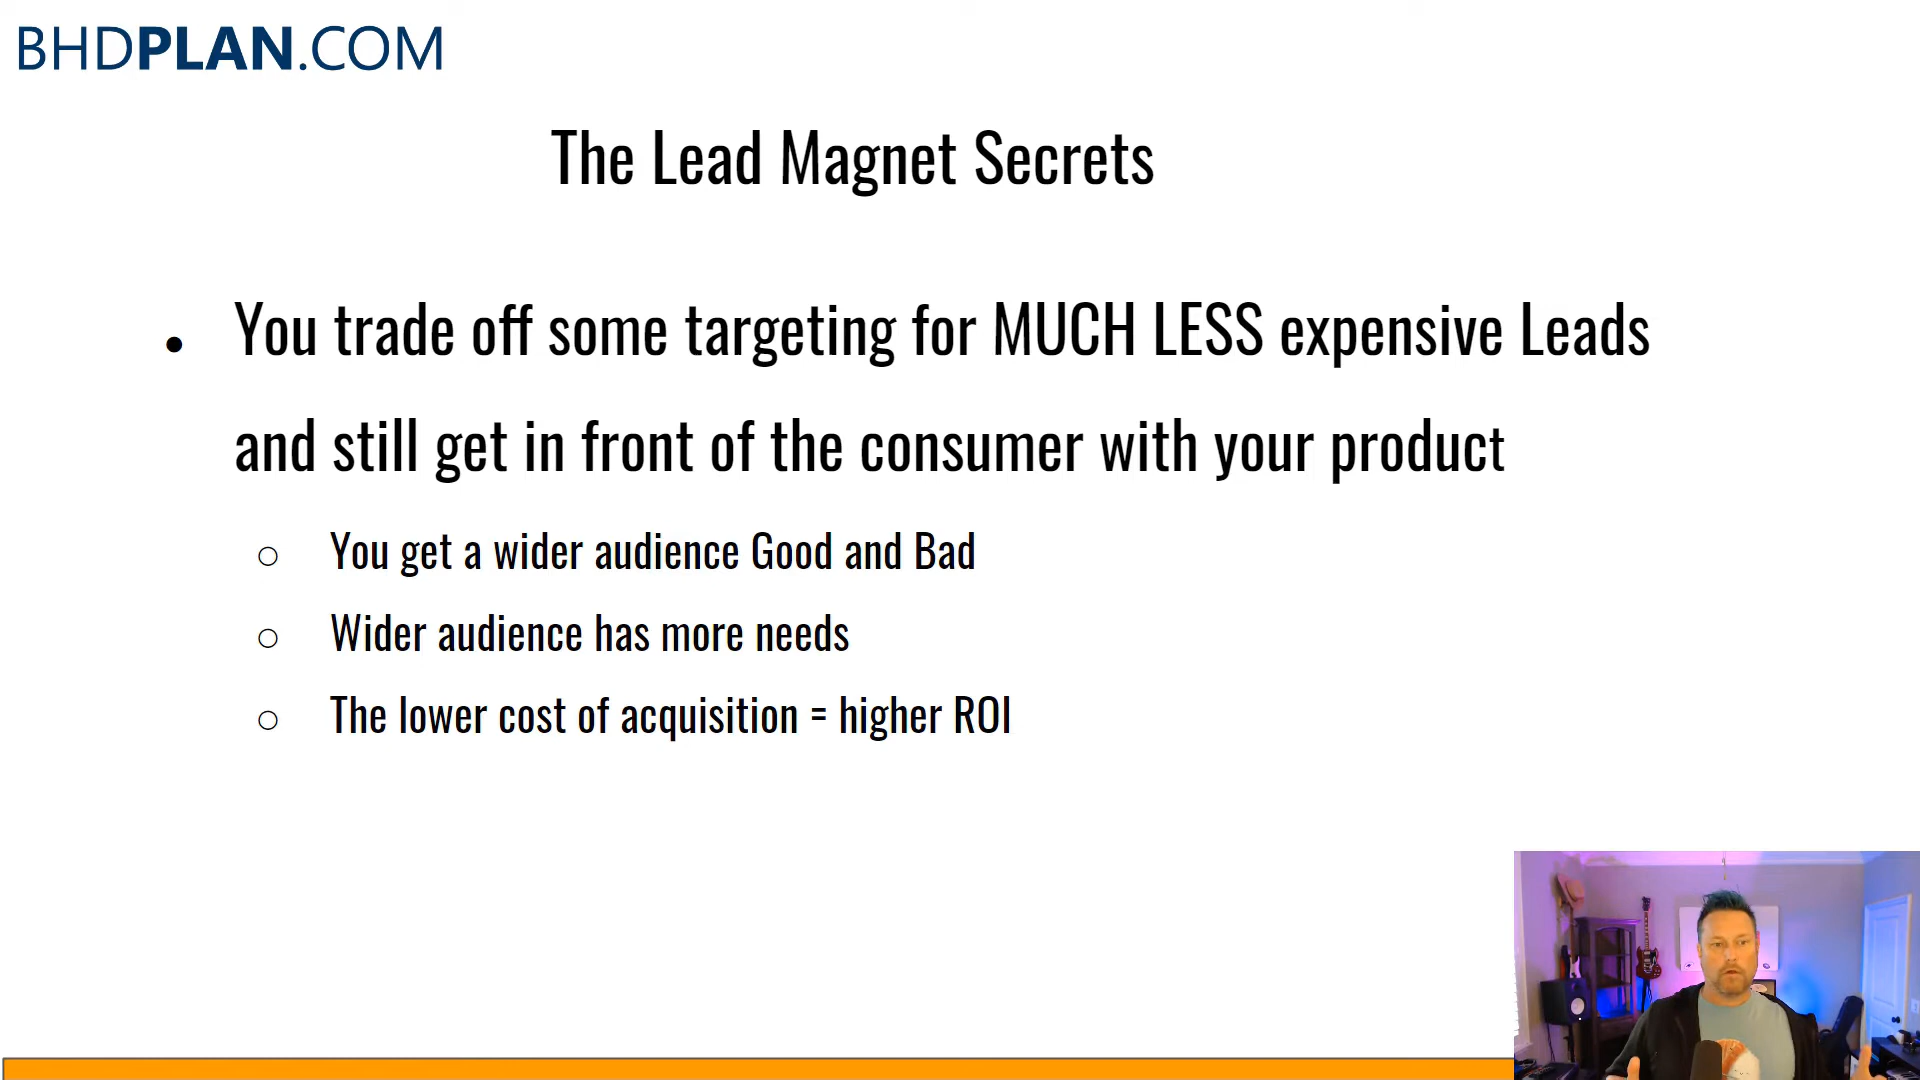 BHDPLAN.COM
The Lead Magnet Secrets
● You trade off some targeting for MUCH LESS expensive Leads
and still get in front of the consumer with your product
○ You get a wider audience Good and Bad
○ Wider audience has more needs
○ The lower cost of acquisition = higher ROI